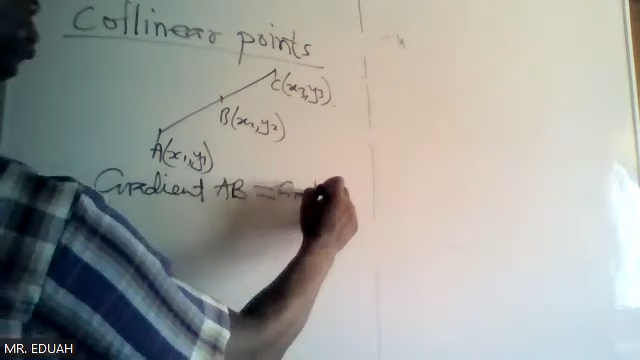 Collinear points
C(x3,y3)
B(x2,y2)
A(x1,y1)
Gradient AB =
MR. EDUAH